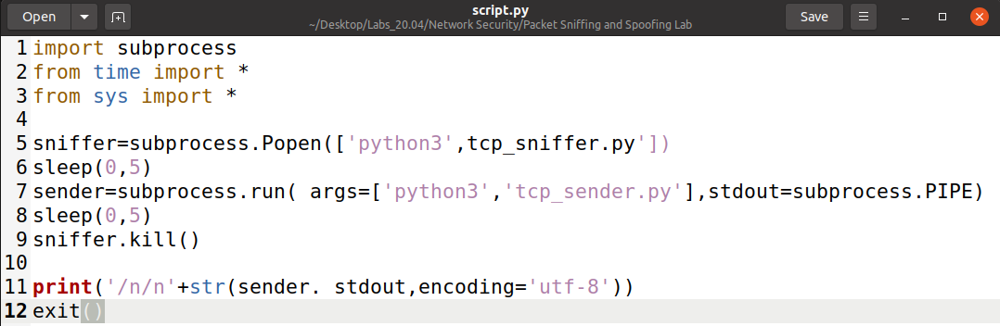 Open
script.py
~/Desktop/Labs_20.04/Network Security/Packet Sniffing and Spoofing Lab
Save
1 import subprocess
2 from time import *
3 from sys import *
4
5 sniffer=subprocess.Popen(['python3',tcp_sniffer.py'])
6 sleep(0,5)
7 sender=subprocess.run( args=['python3','tcp_sender.py'],stdout=subprocess.PIPE)
8 sleep(0,5)
9 sniffer.kill()
10
11 print('/n/n'+str(sender. stdout,encoding='utf-8'))
12 exit()